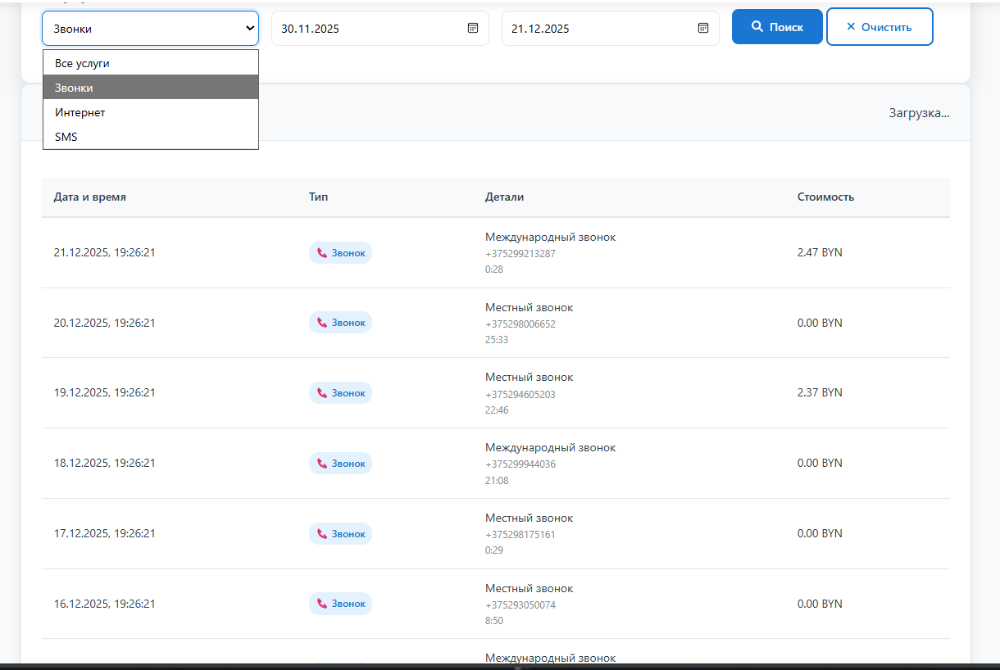 Звонки
30.11.2025
21.12.2025
Поиск
✕ Очистить
Все услуги
Звонки
Интернет
SMS
Загрузка...
Дата и время Тип Детали Стоимость
21.12.2025, 19:26:21
Звонок
Международный звонок
+375299213287
0:28
2.47 BYN
20.12.2025, 19:26:21
Звонок
Местный звонок
+375298006652
25:33
0.00 BYN
19.12.2025, 19:26:21
Звонок
Местный звонок
+375294605203
22:46
2.37 BYN
18.12.2025, 19:26:21
Звонок
Международный звонок
+375299944036
21:08
0.00 BYN
17.12.2025, 19:26:21
Звонок
Местный звонок
+375298175161
0:29
0.00 BYN
16.12.2025, 19:26:21
Звонок
Местный звонок
+375293050074
8:50
0.00 BYN
Международный звонок